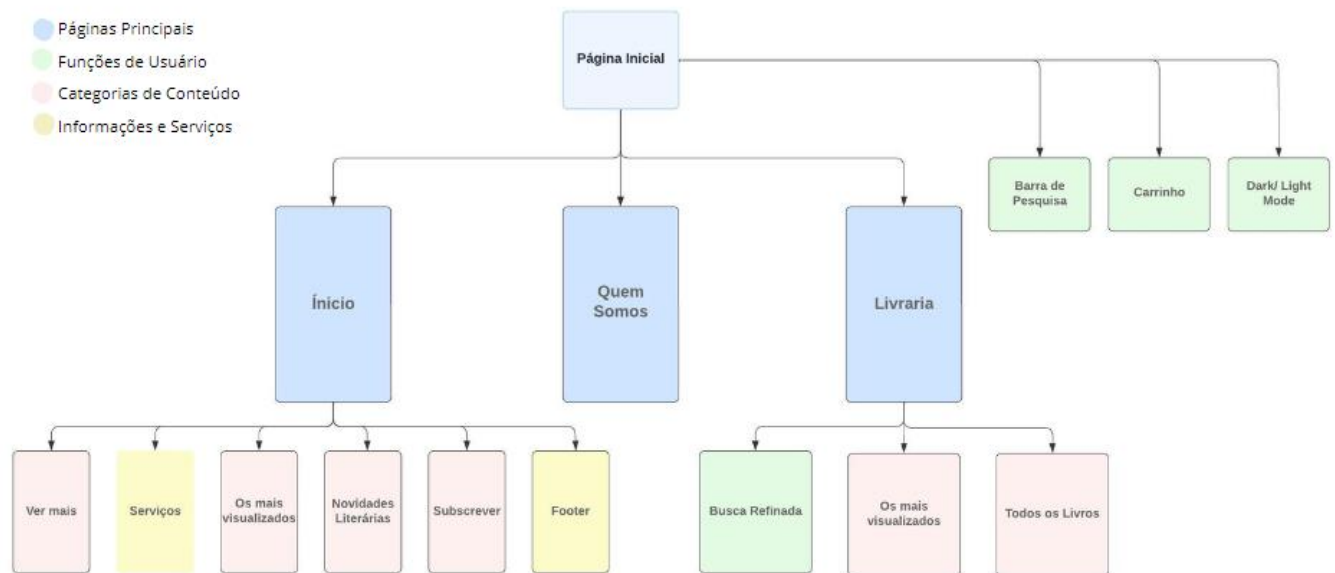 Páginas Principais
Funções de Usuário
Categorias de Conteúdo
Informações e Serviços
Página Inicial
Barra de
Pesquisa
Carrinho
Dark/ Light
Mode
Ínicio
Quem
Somos
Livraria
Ver mais
Serviços
Os mais
visualizados
Novidades
Literárias
Subscrever
Footer
Busca Refinada
Os mais
visualizados
Todos os Livros